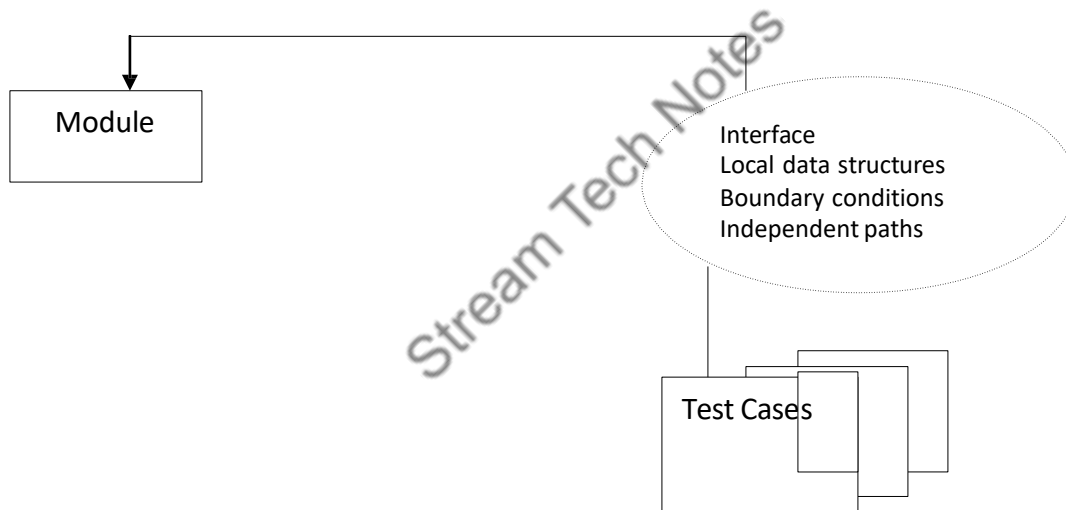 Module
Interface
Local data structures
Boundary conditions
Independent paths
Test Cases
Stream Tech Notes